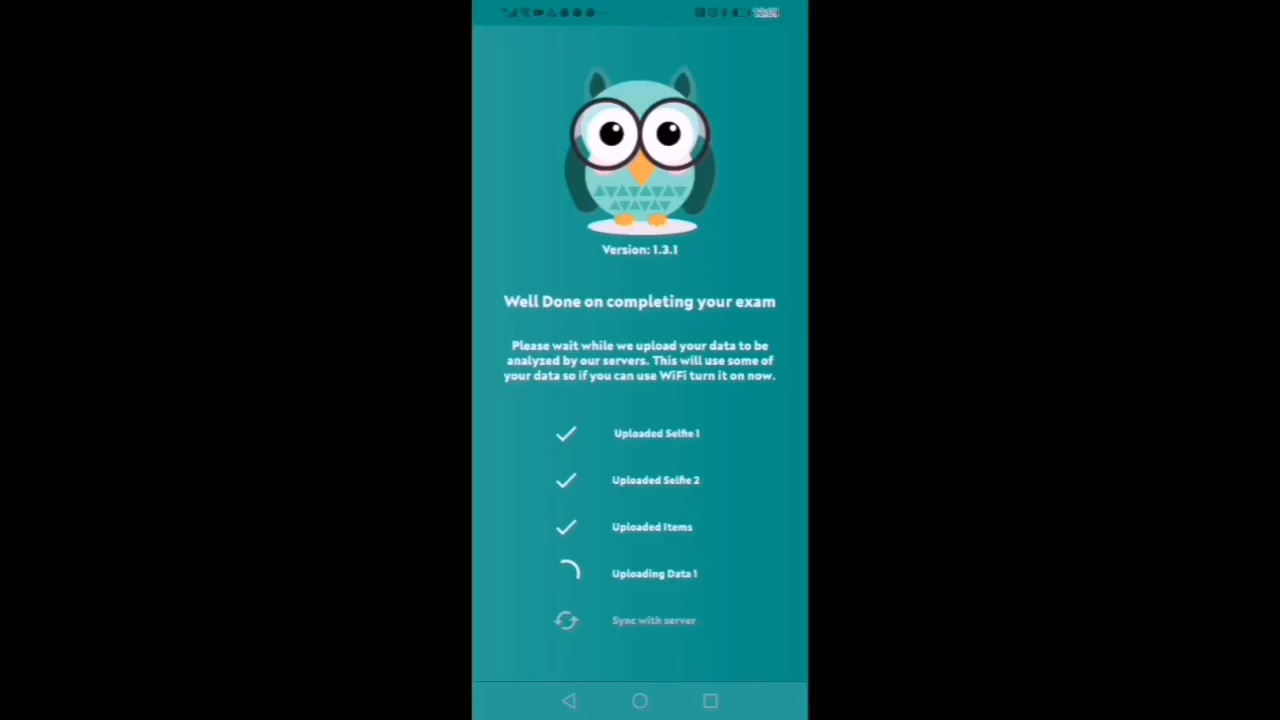 Version: 1.3.1
Well Done on completing your exam
Please wait while we upload your data to be
analyzed by our servers. This will use some of
your data so if you can use WiFi turn it on now.
Uploaded Selfie 1
Uploaded Selfie 2
Uploaded Items
Uploading Data 1
Sync with server